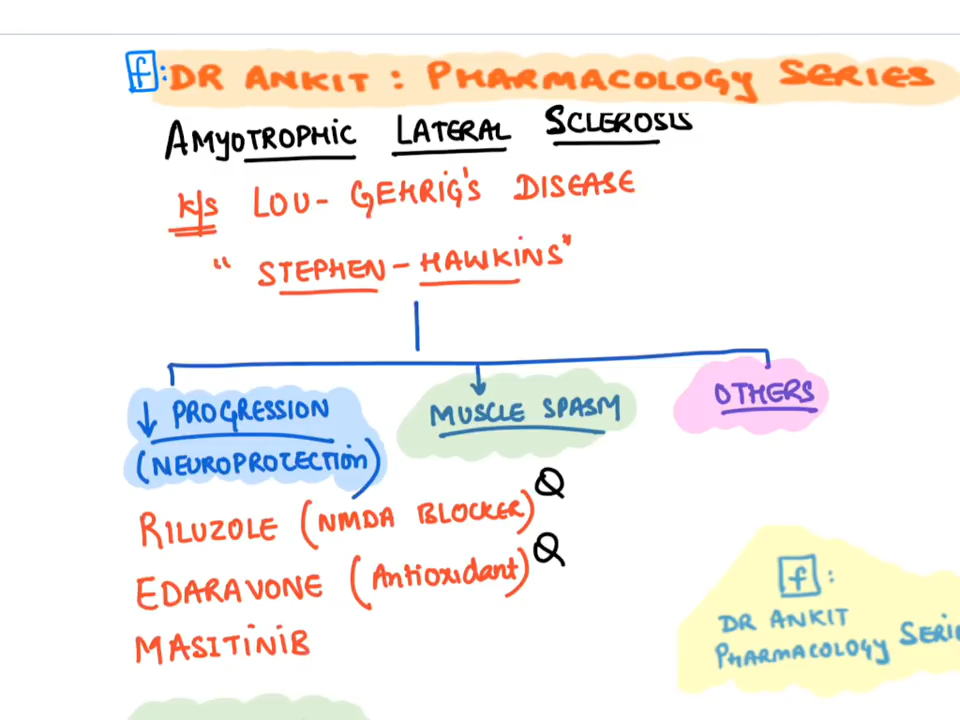 f: DR ANKIT : PHARMACOLOGY SERIES
AMYOTROPHIC LATERAL SCLEROSIS
k/s LOU-GEHRIG'S DISEASE
"STEPHEN-HAWKINS"
↓ PROGRESSION
(NEUROPROTECTION)
MUSCLE SPASM
OTHERS
RILUZOLE (NMDA BLOCKER) Q
EDARAVONE (Antioxidant) Q
MASITINIB
f:
DR ANKIT
PHARMACOLOGY SERIE